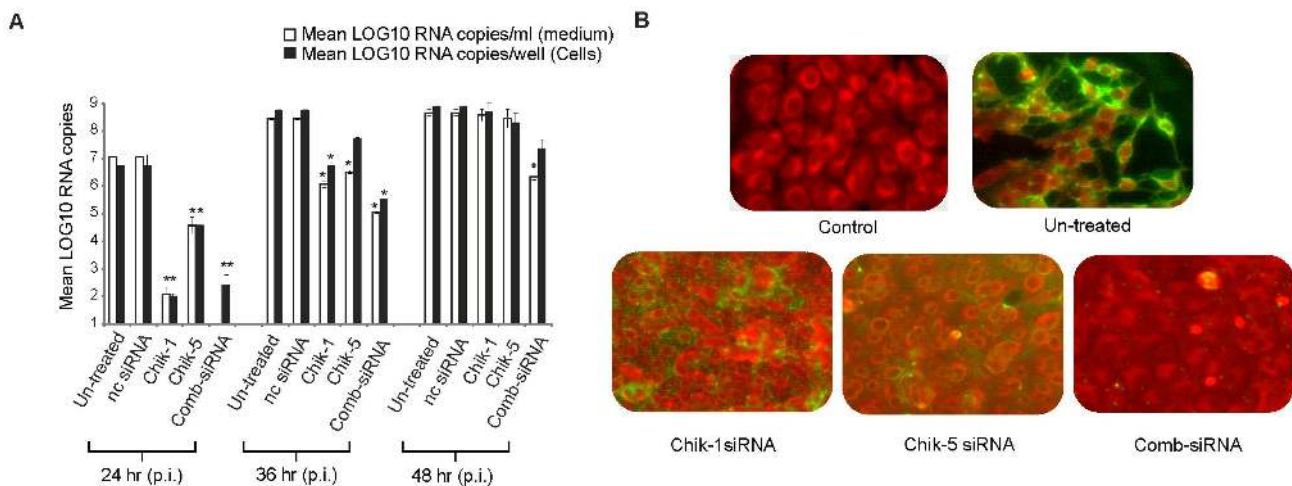 A
B
Mean LOG10 RNA copies/ml (medium)
Mean LOG10 RNA copies/well (Cells)
Mean LOG10 RNA copies
9
8
7
6
5
4
3
2
1
** ** **
* * * * *
*
Un-treated
nc siRNA
Chik-1
Chik-5
Comb-siRNA
Un-treated
nc siRNA
Chik-1
Chik-5
Comb-siRNA
Un-treated
nc siRNA
Chik-1
Chik-5
Comb-siRNA
24 hr (p.i.)
36 hr (p.i.)
48 hr (p.i.)
Control
Un-treated
Chik-1siRNA
Chik-5 siRNA
Comb-siRNA